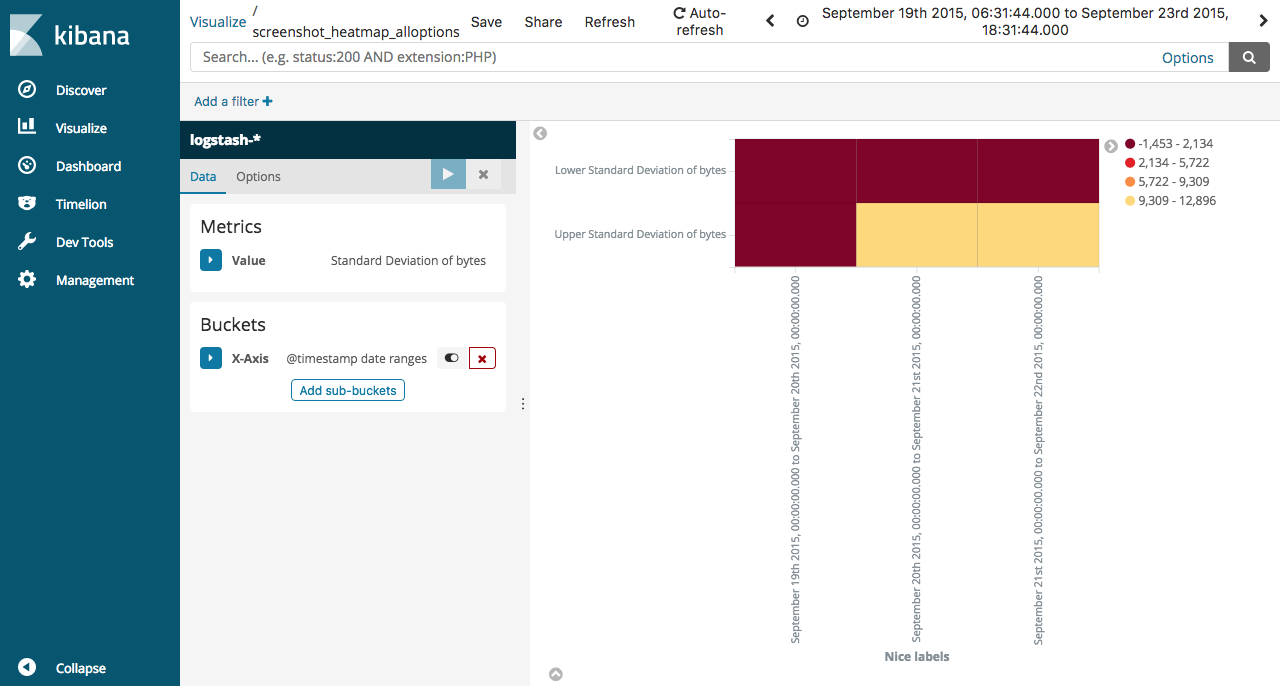 kibana
Discover
Visualize
Dashboard
Timelion
Dev Tools
Management
Collapse
Visualize / screenshot_heatmap_alloptions
Save
Share
Refresh
Auto-refresh
September 19th 2015, 06:31:44.000 to September 23rd 2015,
18:31:44.000
Search... (e.g. status:200 AND extension:PHP)
Options
Add a filter
logstash-*
Data
Options
Metrics
Value
Standard Deviation of bytes
Buckets
X-Axis
@timestamp date ranges
Add sub-buckets
Lower Standard Deviation of bytes
Upper Standard Deviation of bytes
September 19th 2015, 00:00:00.000 to September 20th 2015, 00:00:00.000
September 20th 2015, 00:00:00.000 to September 21st 2015, 00:00:00.000
September 21st 2015, 00:00:00.000 to September 22nd 2015, 00:00:00.000
Nice labels
-1,453 - 2,134
2,134 - 5,722
5,722 - 9,309
9,309 - 12,896